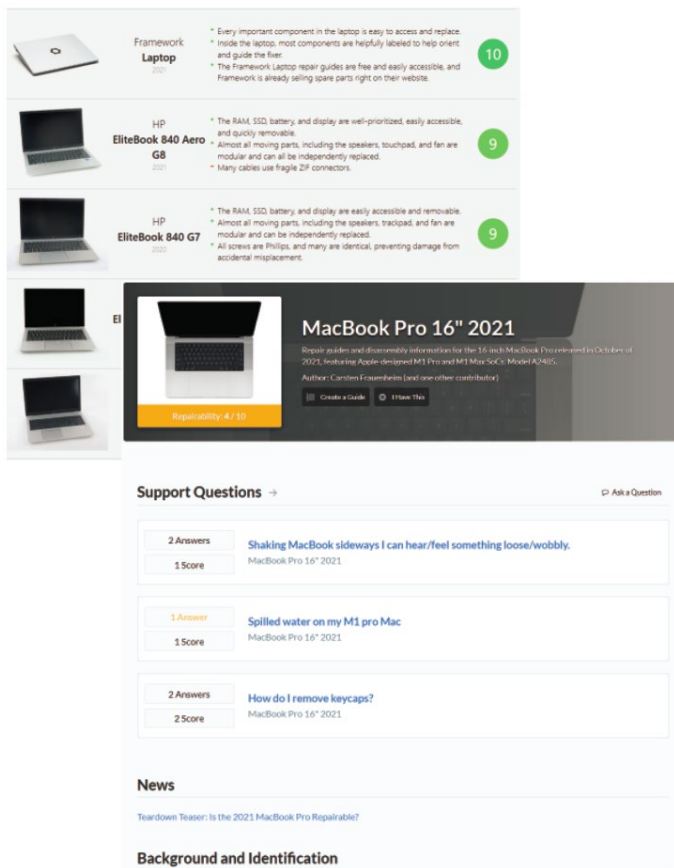 Framework
Laptop
2021
* Every important component in the laptop is easy to access and replace.
* Inside the laptop, most components are helpfully labeled to help orient
and guide the fixer.
* The Framework Laptop repair guides are free and easily accessible, and
Framework is already selling spare parts right on their website.
10
HP
EliteBook 840 Aero
G8
2021
* The RAM, SSD, battery, and display are well-prioritized, easily accessible,
and quickly removable.
* Almost all moving parts, including the speakers, touchpad, and fan are
modular and can all be independently replaced.
* Many cables use fragile ZIF connectors.
9
HP
EliteBook 840 G7
2020
* The RAM, SSD, battery, and display are easily accessible and removable.
* Almost all moving parts, including the speakers, trackpad, and fan are
modular and can be independently replaced.
* All screws are Phillips, and many are identical, preventing damage from
accidental misplacement.
9
El
MacBook Pro 16" 2021
Repair guides and disassembly information for the 16-inch MacBook Pro released in October of
2021, featuring Apple-designed M1 Pro and M1 Max SoCs. Model A2485.
Author: Carsten Frauenheim (and one other contributor)
Create a Guide
I Have This
Repairability: 4 / 10
Support Questions →
Ask a Question
2 Answers
1 Score
Shaking MacBook sideways I can hear/feel something loose/wobbly.
MacBook Pro 16" 2021
1 Answer
1 Score
Spilled water on my M1 pro Mac
MacBook Pro 16" 2021
2 Answers
2 Score
How do I remove keycaps?
MacBook Pro 16" 2021
News
Teardown Teaser: Is the 2021 MacBook Pro Repairable?
Background and Identification